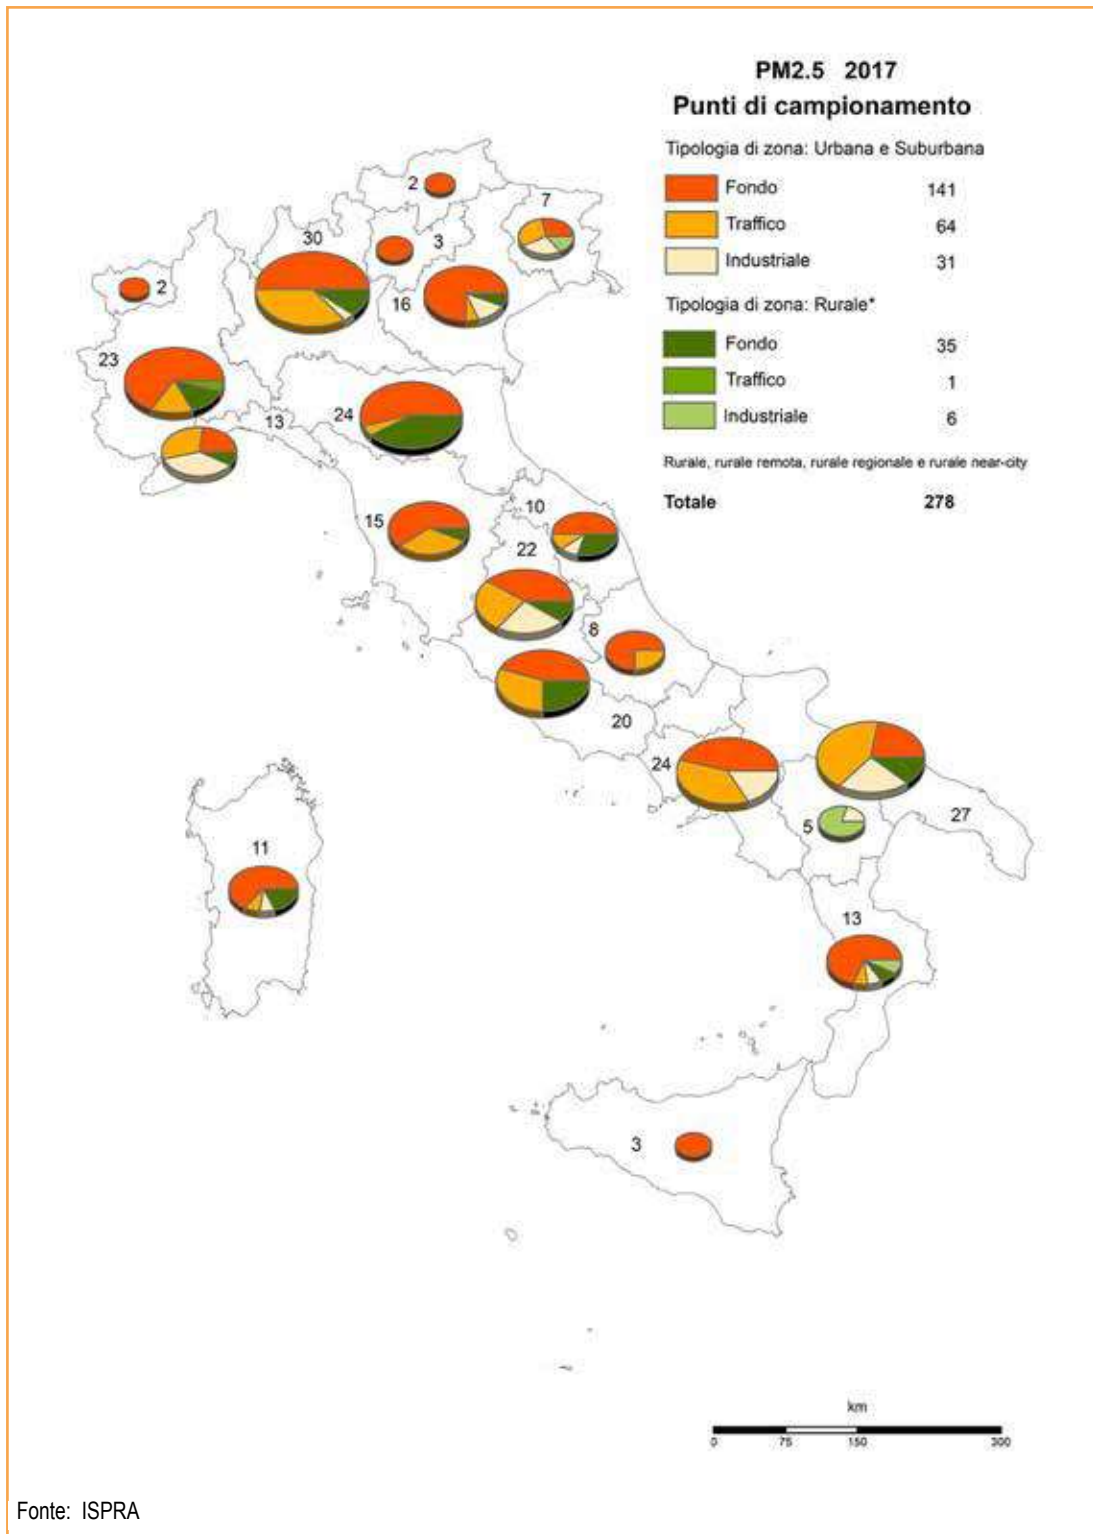 PM2.5 2017
Punti di campionamento
Tipologia di zona: Urbana e Suburbana
Fondo 141
Traffico 64
Industriale 31
Tipologia di zona: Rurale*
Fondo 35
Traffico 1
Industriale 6
Rurale, rurale remota, rurale regionale e rurale near-city
Totale 278
2
7
30
3
2
16
23
13
24
10
15
22
8
20
24
5
27
11
13
3
km
0 75 150 300
Fonte: ISPRA